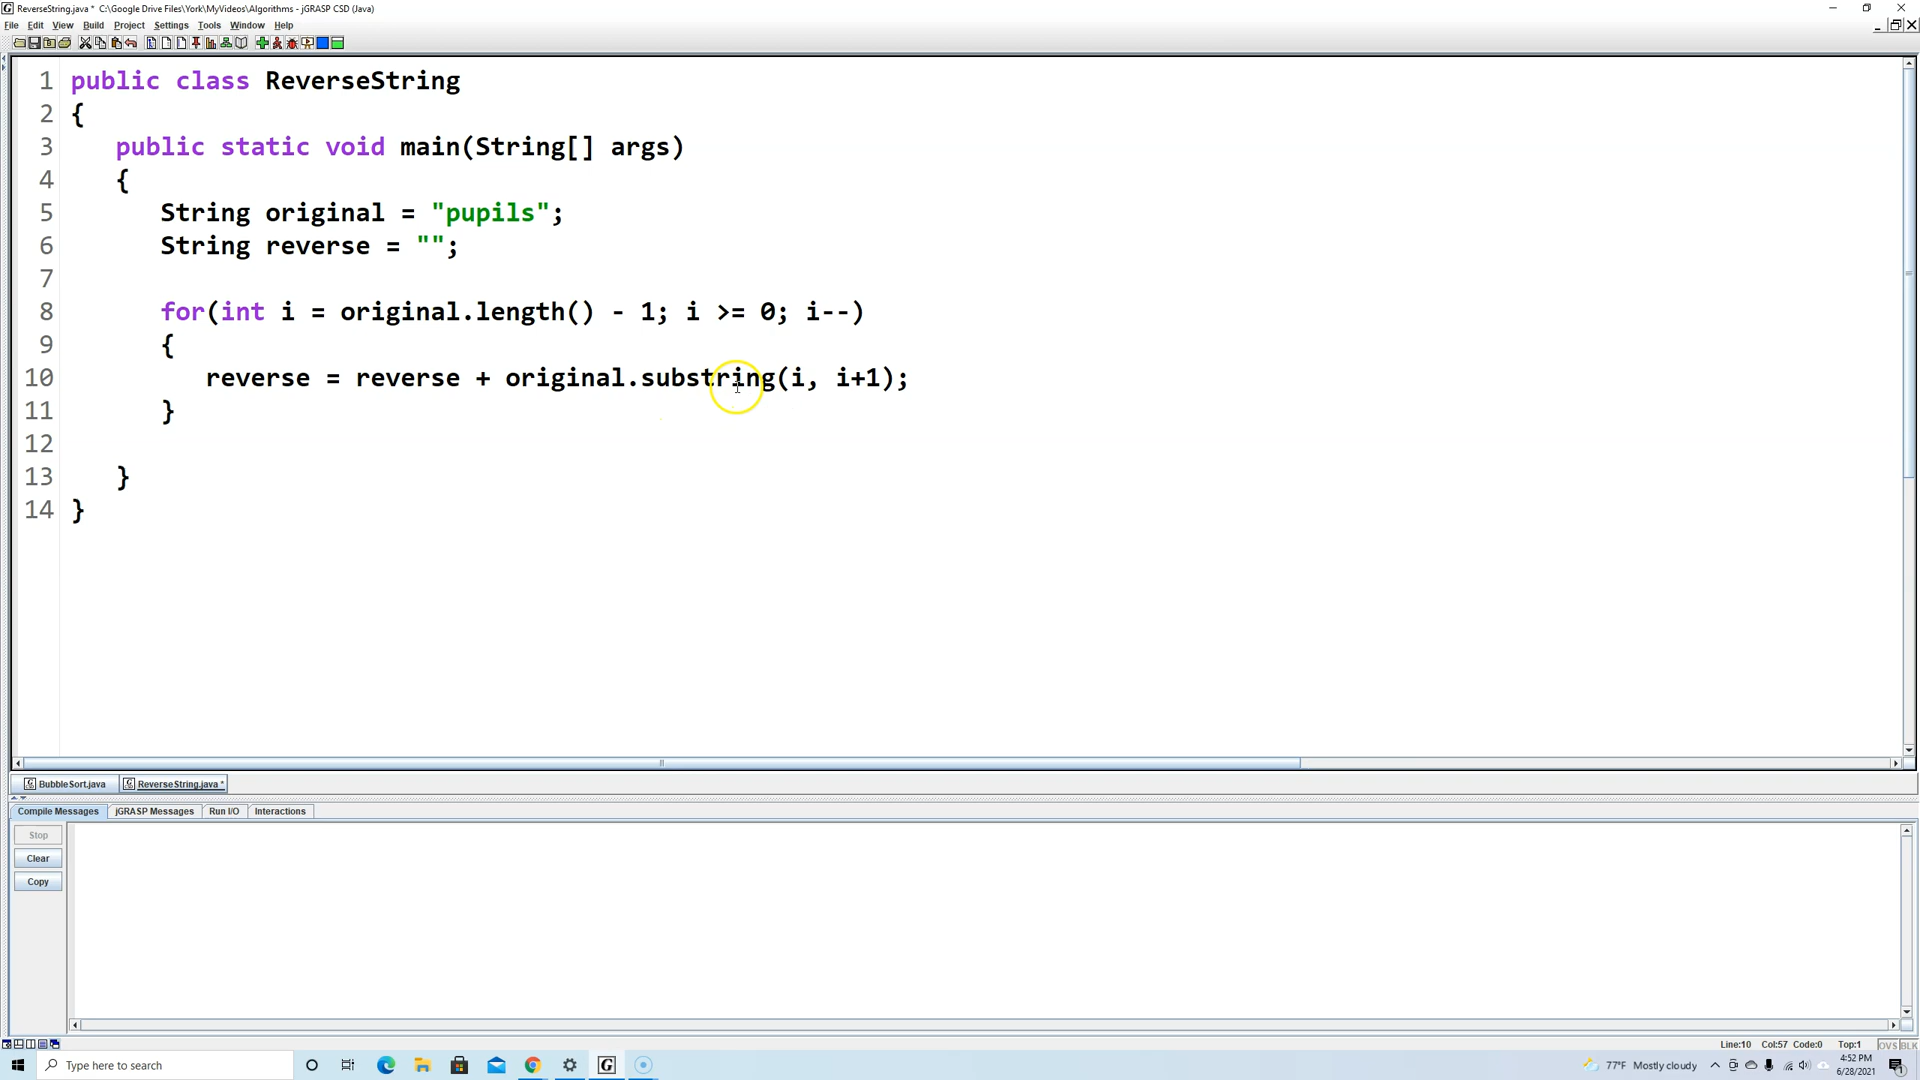 ReverseString.java * C:\Google Drive Files\York\MyVideos\Algorithms - jGRASP CSD (Java)
File Edit View Build Project Settings Tools Window Help
1 public class ReverseString
2 {
3 public static void main(String[] args)
4 {
5 String original = "pupils";
6 String reverse = "";
7
8 for(int i = original.length() - 1; i >= 0; i--)
9 {
10 reverse = reverse + original.substring(i, i+1);
11 }
12
13 }
14 }
BubbleSort.java ReverseString.java *
Compile Messages jGRASP Messages Run I/O Interactions
Stop
Clear
Copy
Line:10 Col:57 Code:0 Top:1 OVS BLK
Type here to search
77°F Mostly cloudy
4:52 PM
6/28/2021